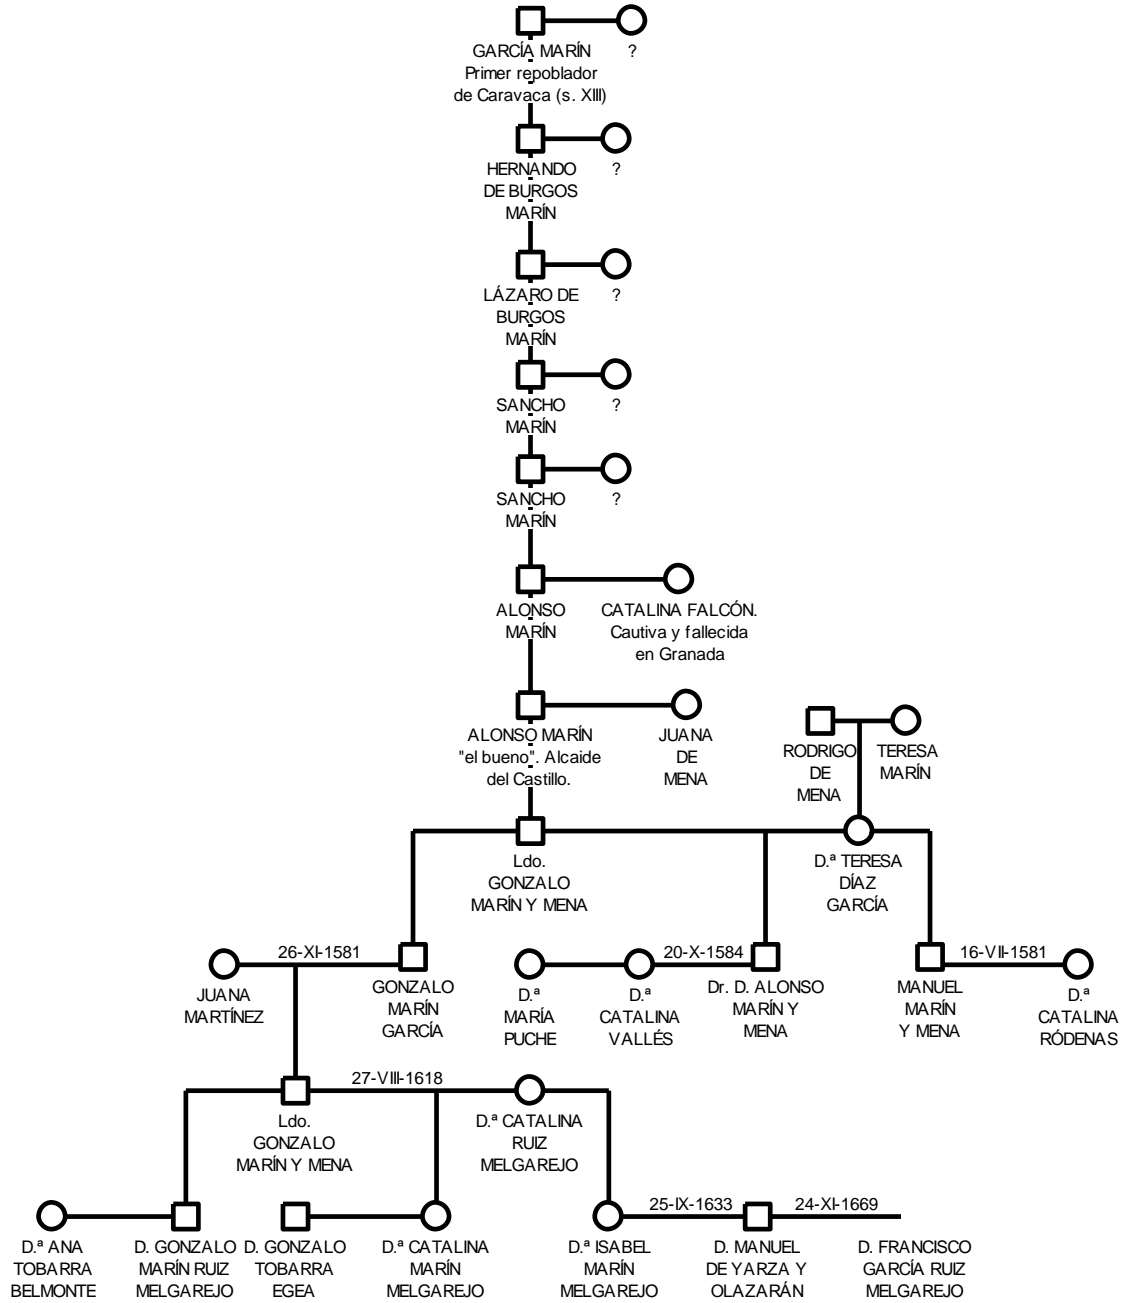 GARCÍA MARÍN
Primer repoblador
de Caravaca (s. XIII)
?
HERNANDO
DE BURGOS
MARÍN
?
LÁZARO DE
BURGOS
MARÍN
?
SANCHO
MARÍN
?
SANCHO
MARÍN
?
ALONSO
MARÍN
CATALINA FALCÓN.
Cautiva y fallecida
en Granada
ALONSO MARÍN
"el bueno". Alcaide
del Castillo.
JUANA
DE
MENA
RODRIGO
DE
MENA
TERESA
MARÍN
Ldo.
GONZALO
MARÍN Y MENA
D.ª TERESA
DÍAZ
GARCÍA
JUANA
MARTÍNEZ
26-XI-1581
GONZALO
MARÍN
GARCÍA
D.ª
MARÍA
PUCHE
D.ª
CATALINA
VALLÉS
20-X-1584
Dr. D. ALONSO
MARÍN Y
MENA
MANUEL
MARÍN
Y MENA
16-VII-1581
D.ª
CATALINA
RÓDENAS
Ldo.
GONZALO
MARÍN Y MENA
27-VIII-1618
D.ª CATALINA
RUIZ
MELGAREJO
D.ª ANA
TOBARRA
BELMONTE
D. GONZALO
MARÍN RUIZ
MELGAREJO
D. GONZALO
TOBARRA
EGEA
D.ª CATALINA
MARÍN
MELGAREJO
D.ª ISABEL
MARÍN
MELGAREJO
25-IX-1633
D. MANUEL
DE YARZA Y
OLAZARÁN
24-XI-1669
D. FRANCISCO
GARCÍA RUIZ
MELGAREJO